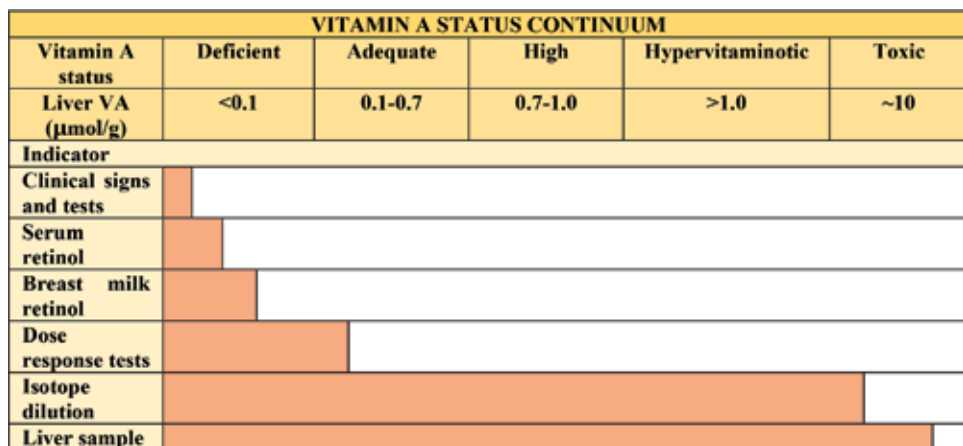 VITAMIN A STATUS CONTINUUM
Vitamin A status Deficient Adequate High Hypervitaminotic Toxic
Liver VA (µmol/g) <0.1 0.1-0.7 0.7-1.0 >1.0 ~10
Indicator
Clinical signs
and tests
Serum
retinol
Breast milk
retinol
Dose
response tests
Isotope
dilution
Liver sample